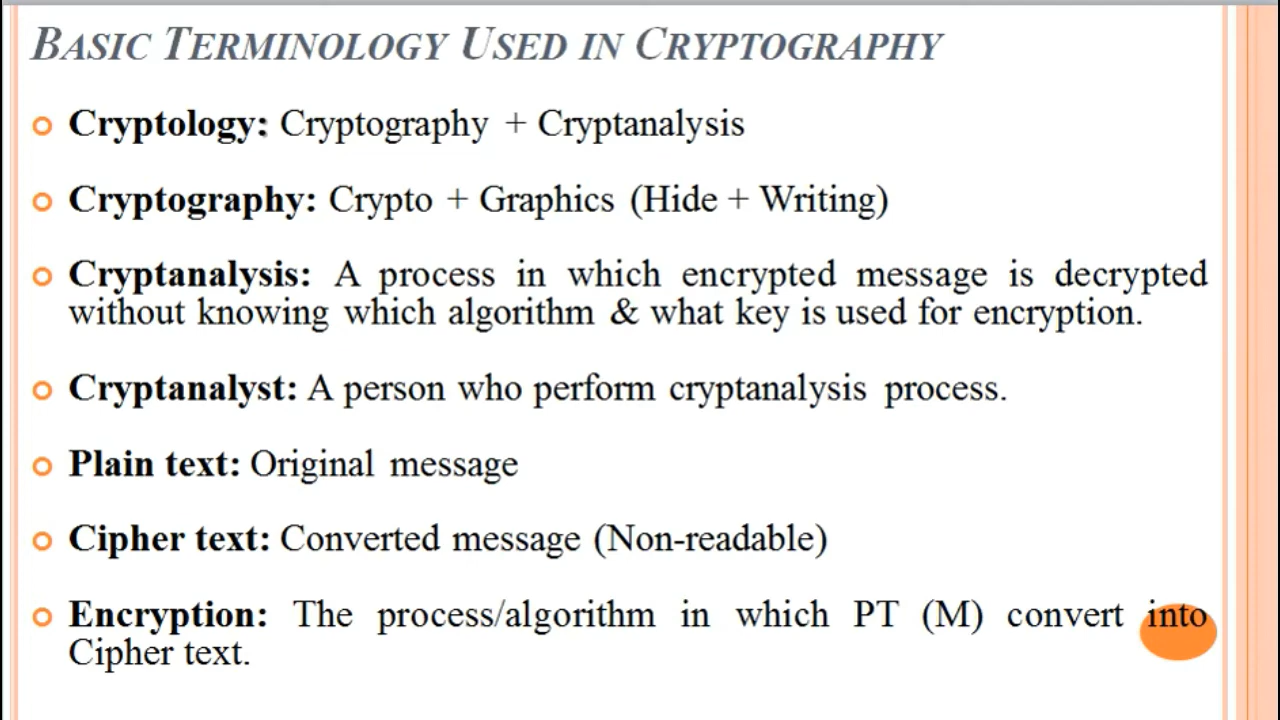 BASIC TERMINOLOGY USED IN CRYPTOGRAPHY
Cryptology: Cryptography + Cryptanalysis
Cryptography: Crypto + Graphics (Hide + Writing)
Cryptanalysis: A process in which encrypted message is decrypted
without knowing which algorithm & what key is used for encryption.
Cryptanalyst: A person who perform cryptanalysis process.
Plain text: Original message
Cipher text: Converted message (Non-readable)
Encryption: The process/algorithm in which PT (M) convert into
Cipher text.